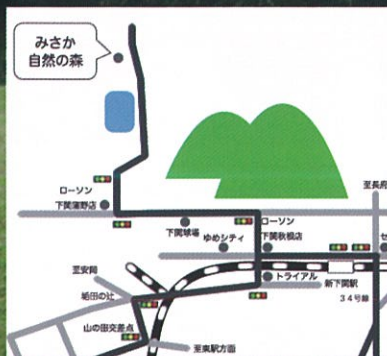 みさか
自然の森
ローソン
下関蒲野店
至長府
下関球場
ゆめシティ
ローソン
下関秋根店
至安岡
トライアル
新下関駅
34号線
稲田の辻
山の田交差点
至東駅方面